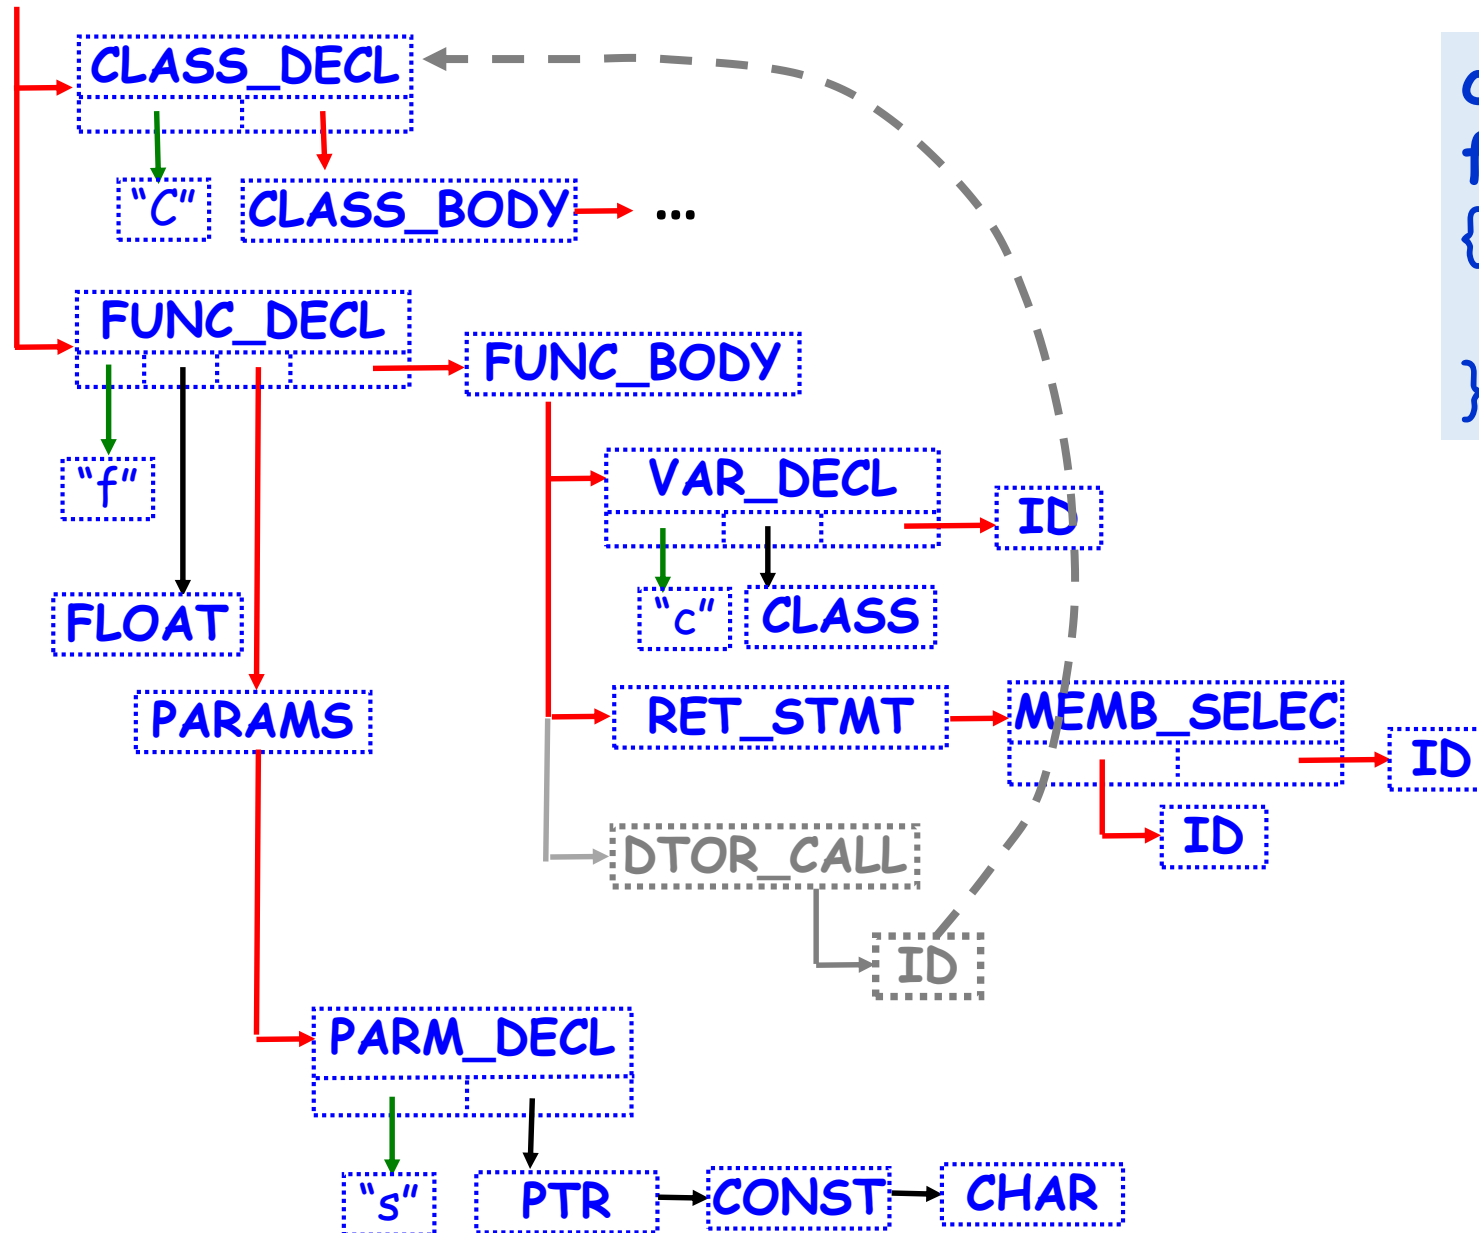 CLASS_DECL
"C"
CLASS_BODY
...
FUNC_DECL
FUNC_BODY
"f"
VAR_DECL
ID
FLOAT
"c"
CLASS
PARAMS
RET_STMT
MEMB_SELEC
ID
ID
DTOR_CALL
ID
PARM_DECL
"s"
PTR
CONST
CHAR
{
}